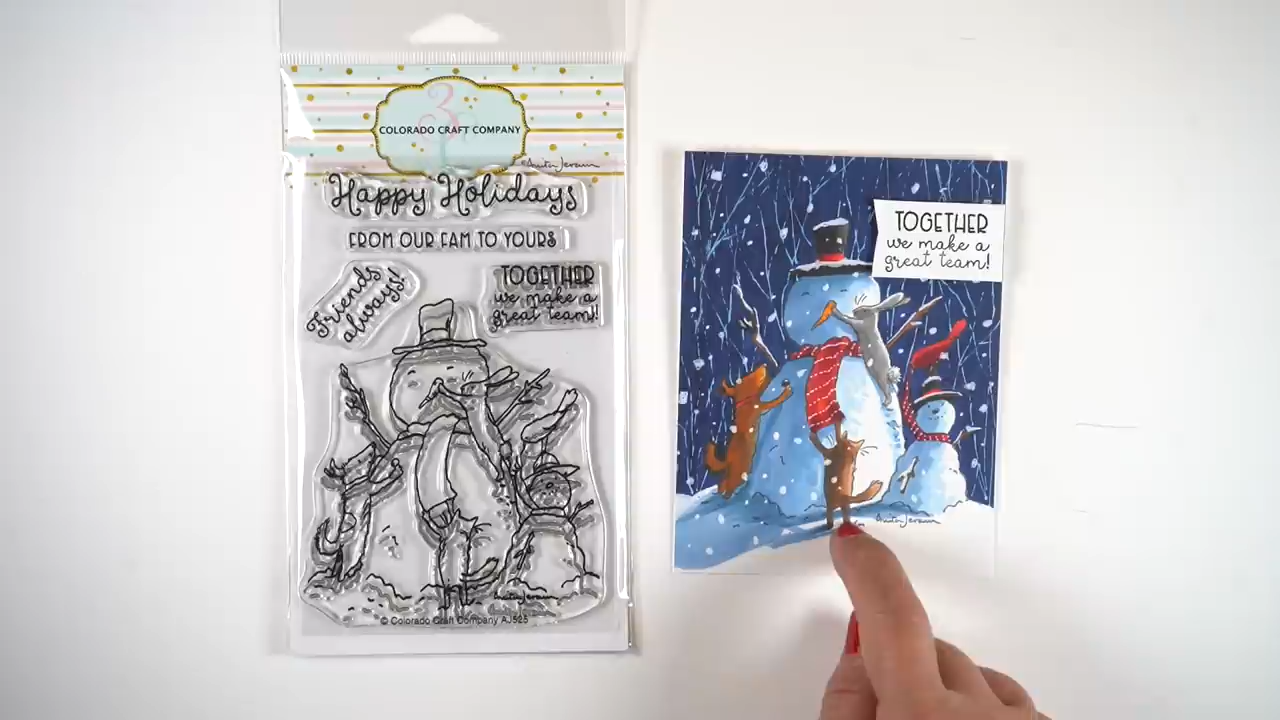 3
COLORADO CRAFT COMPANY
Anita Jeram
Happy Holidays
FROM OUR FAM TO YOURS
Friends
always!
TOGETHER
we make a
great team!
Anita Jeram
© Colorado Craft Company AJ525
TOGETHER
we make a
great team!
Anita Jeram